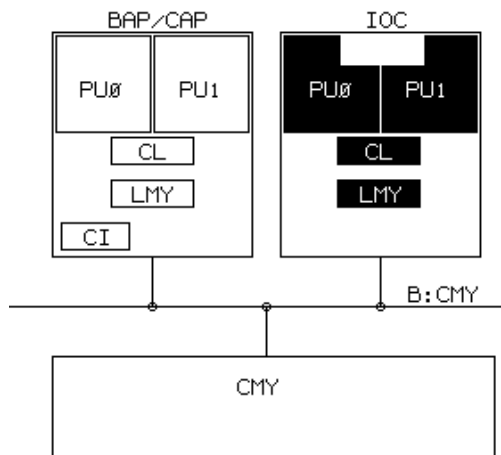 BAP/CAP IOC
PUØ PU1 PUØ PU1
CL CL
LMY LMY
CI
B:CMY
CMY